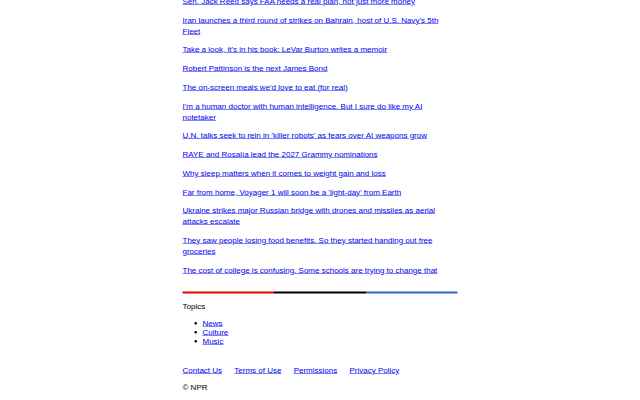 Sen. Jack Reed says FAA needs a real plan, not just more money
Iran launches a third round of strikes on Bahrain, host of U.S. Navy's 5th
Fleet
Take a look, it's in his book: LeVar Burton writes a memoir
Robert Pattinson is the next James Bond
The on-screen meals we'd love to eat (for real)
I'm a human doctor with human intelligence. But I sure do like my AI
notetaker
U.N. talks seek to rein in 'killer robots' as fears over AI weapons grow
RAYE and Rosalía lead the 2027 Grammy nominations
Why sleep matters when it comes to weight gain and loss
Far from home, Voyager 1 will soon be a 'light-day' from Earth
Ukraine strikes major Russian bridge with drones and missiles as aerial
attacks escalate
They saw people losing food benefits. So they started handing out free
groceries
The cost of college is confusing. Some schools are trying to change that
Topics
News
Culture
Music
Contact Us Terms of Use Permissions Privacy Policy
© NPR